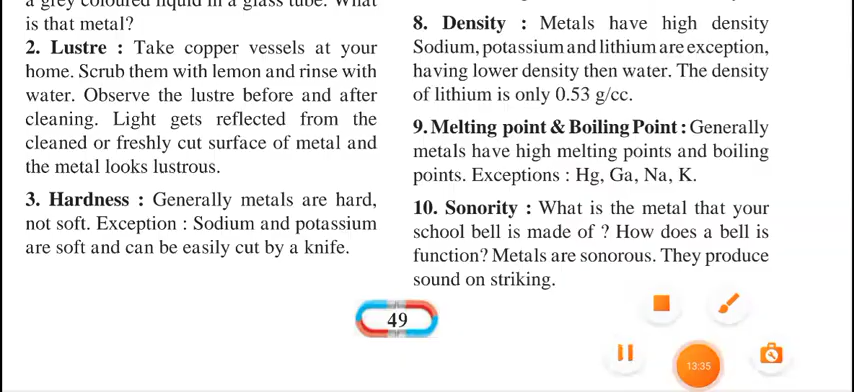 a grey coloured liquid in a glass tube. What
is that metal?
2. Lustre : Take copper vessels at your
home. Scrub them with lemon and rinse with
water. Observe the lustre before and after
cleaning. Light gets reflected from the
cleaned or freshly cut surface of metal and
the metal looks lustrous.
3. Hardness : Generally metals are hard,
not soft. Exception : Sodium and potassium
are soft and can be easily cut by a knife.
8. Density : Metals have high density
Sodium, potassium and lithium are exception,
having lower density then water. The density
of lithium is only 0.53 g/cc.
9. Melting point & Boiling Point : Generally
metals have high melting points and boiling
points. Exceptions : Hg, Ga, Na, K.
10. Sonority : What is the metal that your
school bell is made of ? How does a bell is
function? Metals are sonorous. They produce
sound on striking.
49
13:35